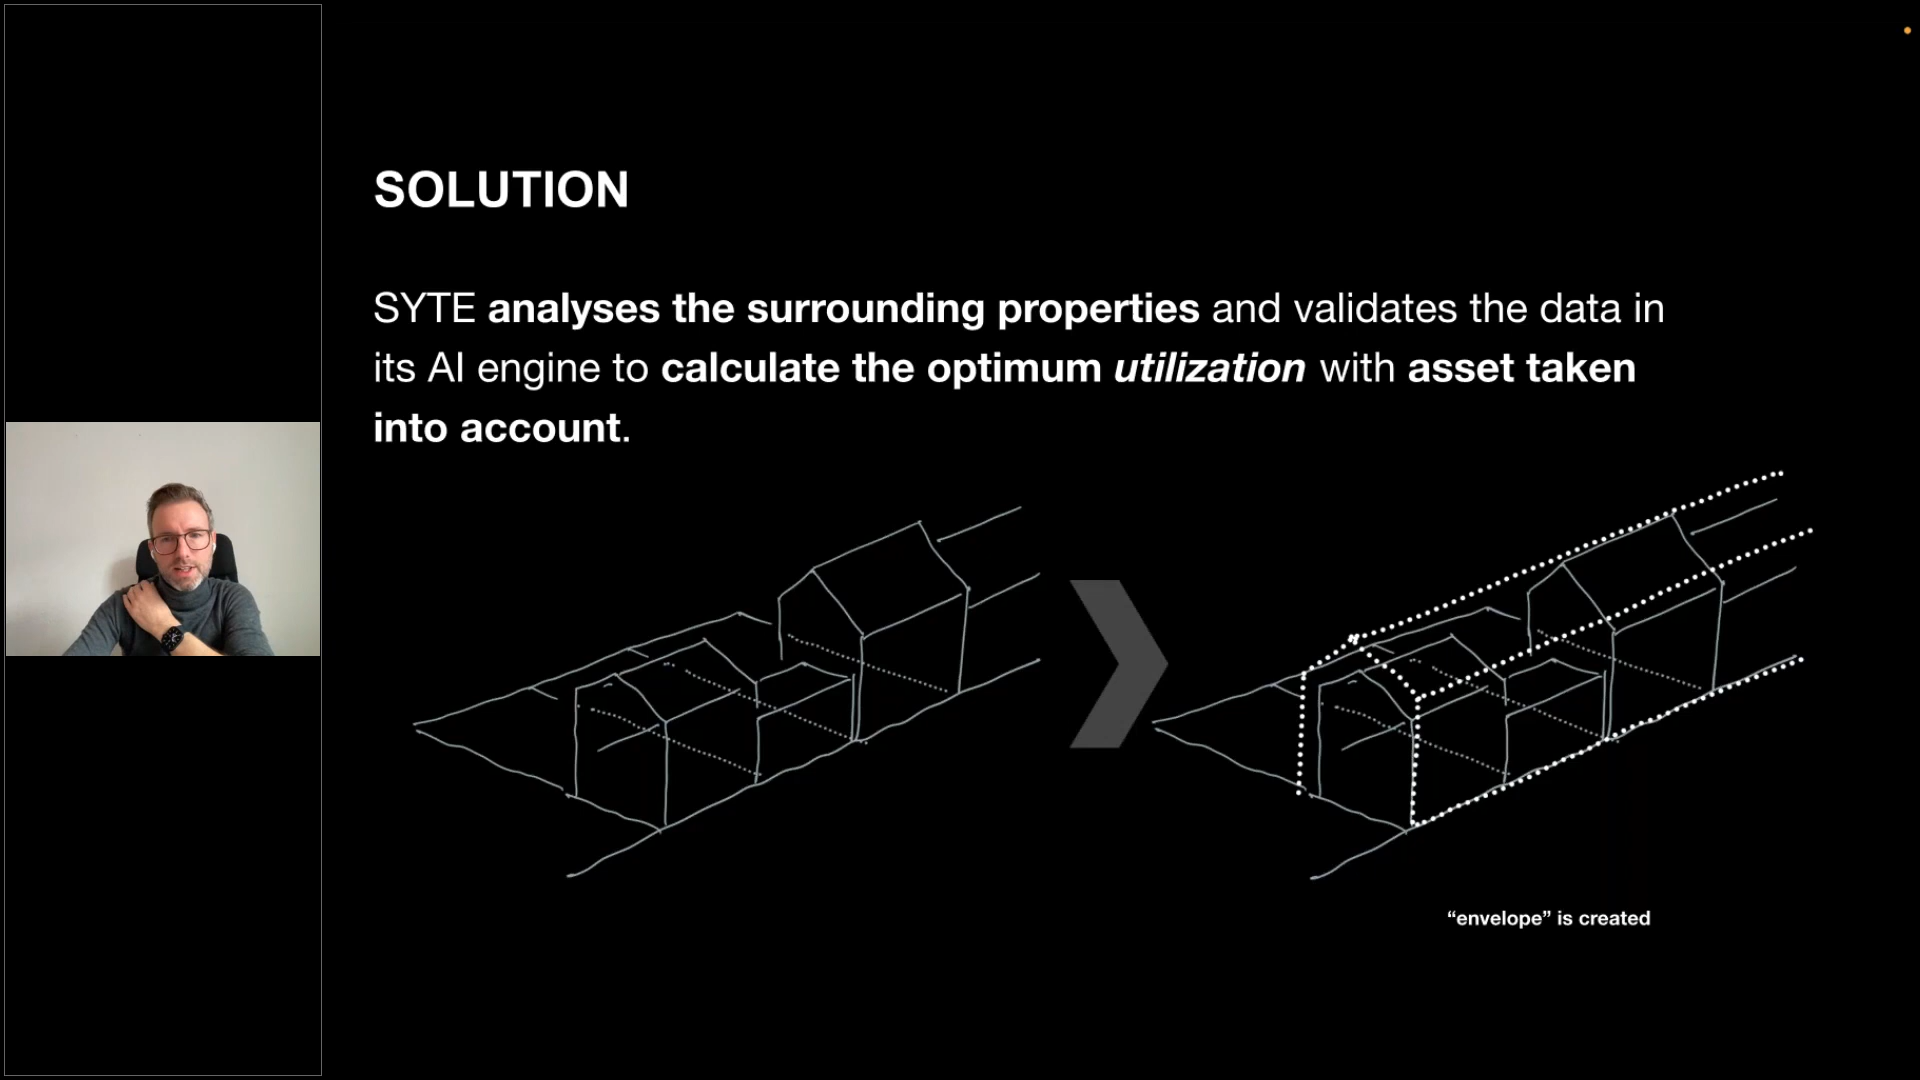 SOLUTION
SYTE analyses the surrounding properties and validates the data in
its AI engine to calculate the optimum utilization with asset taken
into account.
“envelope” is created